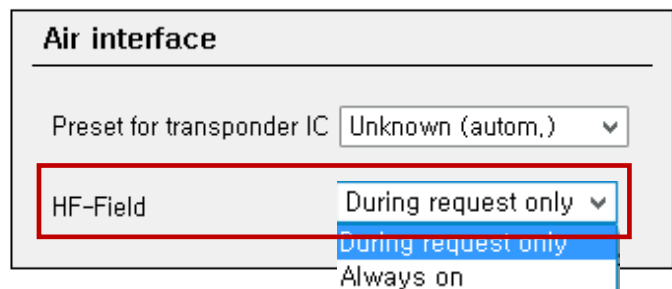 Air interface
Preset for transponder IC Unknown (autom,)
HF-Field During request only
During request only
Always on